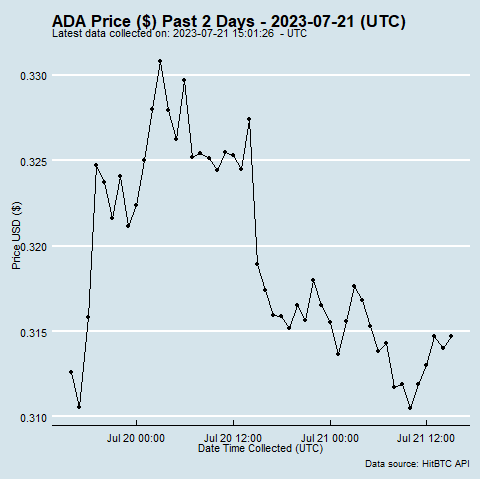 ADA Price ($) Past 2 Days - 2023-07-21 (UTC)
Latest data collected on: 2023-07-21 15:01:26  - UTC
0.330
0.325
0.320
0.315
0.310
Price USD ($)
Jul 20 00:00 Jul 20 12:00 Jul 21 00:00 Jul 21 12:00
Date Time Collected (UTC)
Data source: HitBTC API